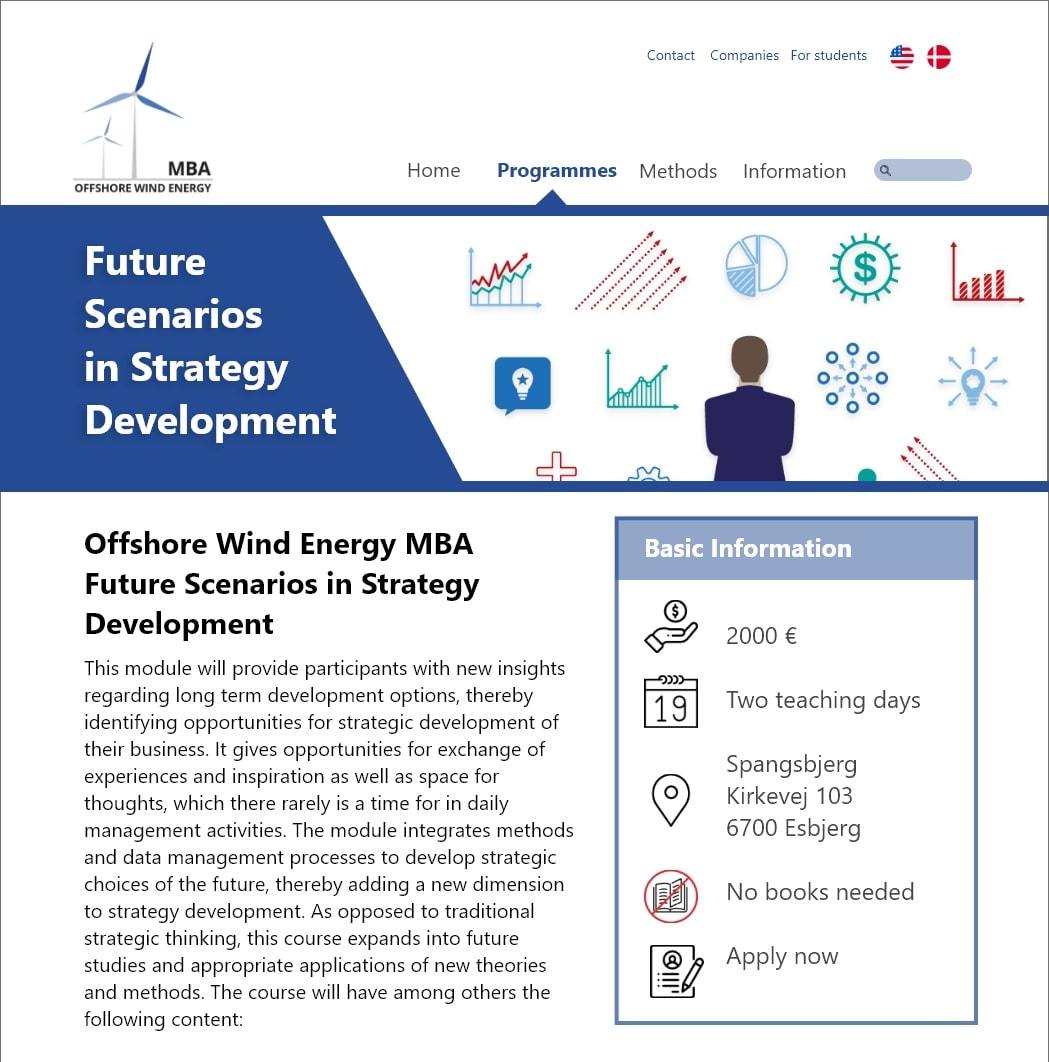 Contact Companies For students
MBA
OFFSHORE WIND ENERGY
Home Programmes Methods Information
Future
Scenarios
in Strategy
Development
$
Offshore Wind Energy MBA
Future Scenarios in Strategy
Development
This module will provide participants with new insights
regarding long term development options, thereby
identifying opportunities for strategic development of
their business. It gives opportunities for exchange of
experiences and inspiration as well as space for
thoughts, which there rarely is a time for in daily
management activities. The module integrates methods
and data management processes to develop strategic
choices of the future, thereby adding a new dimension
to strategy development. As opposed to traditional
strategic thinking, this course expands into future
studies and appropriate applications of new theories
and methods. The course will have among others the
following content:
Basic Information
$
2000 €
19
Two teaching days
Spangsbjerg
Kirkevej 103
6700 Esbjerg
No books needed
Apply now